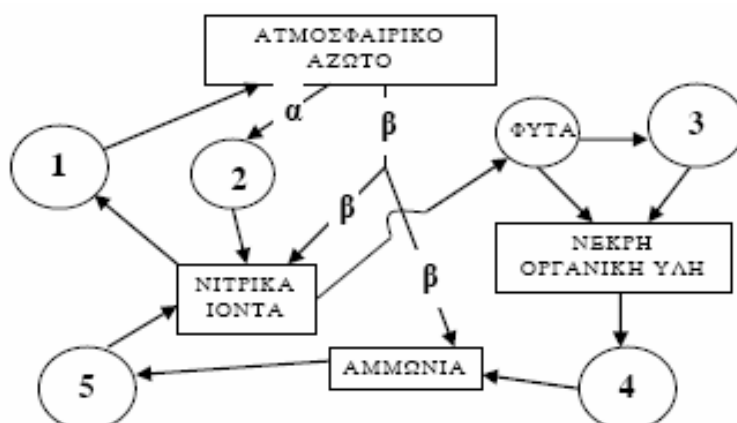 ΑΤΜΟΣΦΑΙΡΙΚΟ
ΑΖΩΤΟ
α
β
1
2
β
ΦΥΤΑ
3
ΝΕΚΡΗ
ΟΡΓΑΝΙΚΗ ΥΛΗ
ΝΙΤΡΙΚΑ
ΙΟΝΤΑ
β
5
ΑΜΜΩΝΙΑ
4